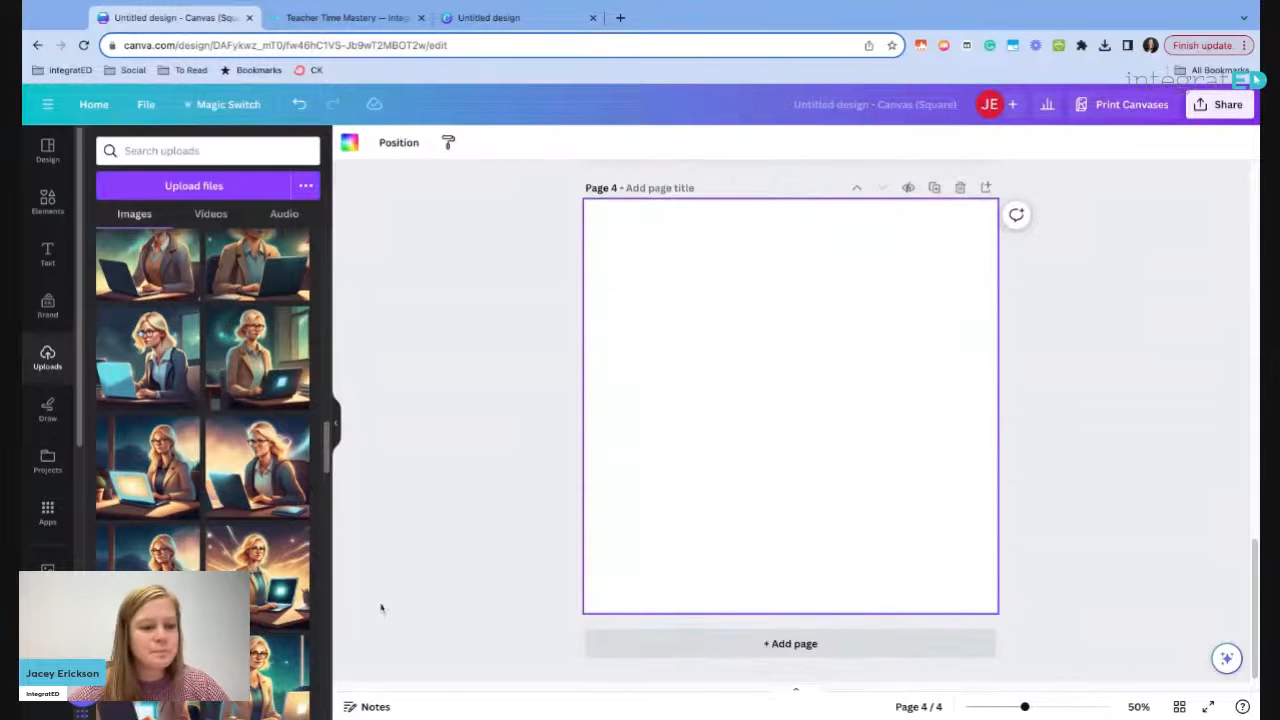 Untitled design - Canvas (Squ
Teacher Time Mastery — Integ
Untitled design
canva.com/design/DAFykwz_mT0/fw46hC1VS-Jb9wT2MBOT2w/edit
Finish update
IntegratED
Social
To Read
Bookmarks
CK
All Bookmarks
integratED
Home
File
Magic Switch
Untitled design - Canvas (Square)
JE
Print Canvases
Share
Design
Elements
Text
Brand
Uploads
Draw
Projects
Apps
Search uploads
Upload files
Images
Videos
Audio
Position
Page 4 • Add page title
+ Add page
Jacey Erickson
IntegratED
Notes
Page 4 / 4
50%